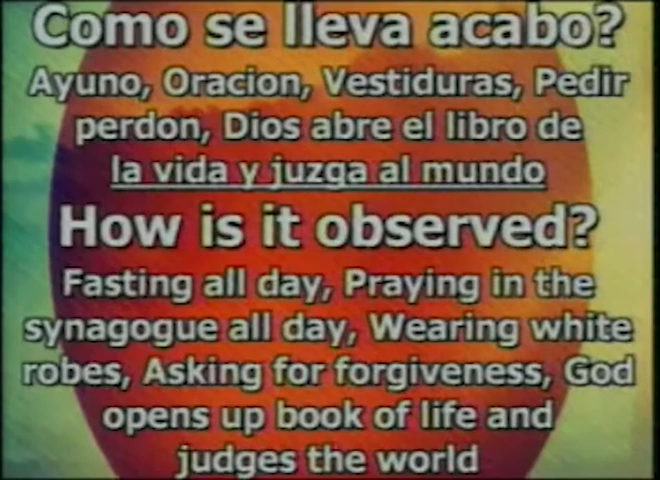 Como se lleva acabo?
Ayuno, Oracion, Vestiduras, Pedir
perdon, Dios abre el libro de
la vida y juzga al mundo
How is it observed?
Fasting all day, Praying in the
synagogue all day, Wearing white
robes, Asking for forgiveness, God
opens up book of life and
judges the world